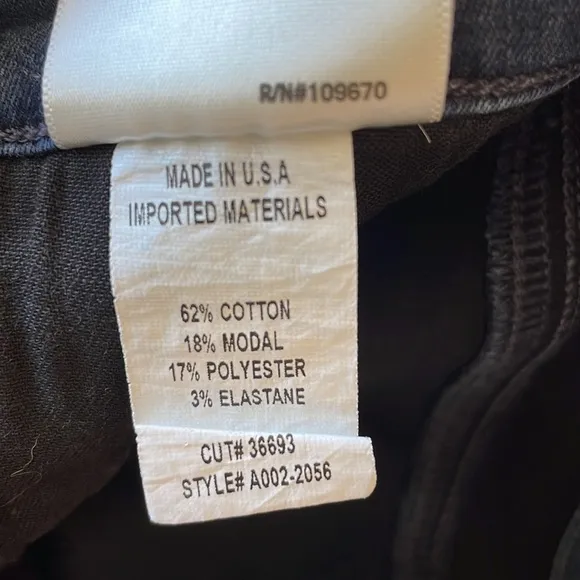 R/N#109670
MADE IN U.S.A
IMPORTED MATERIALS
62% COTTON
18% MODAL
17% POLYESTER
3% ELASTANE
CUT# 36693
STYLE# A002-2056